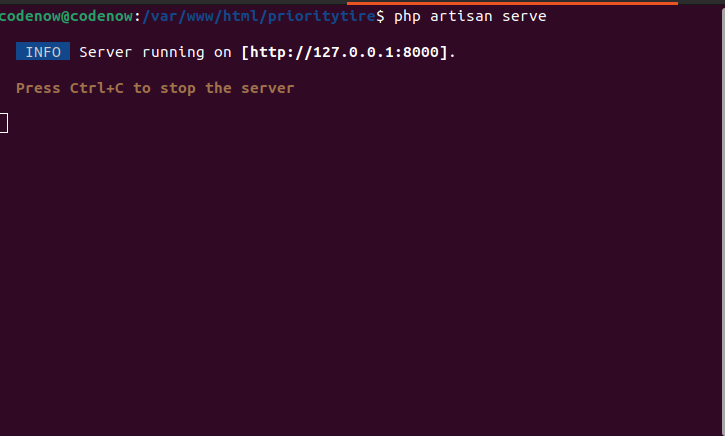 codenow@codenow:/var/www/html/prioritytire$ php artisan serve
INFO Server running on [http://127.0.0.1:8000].
Press Ctrl+C to stop the server